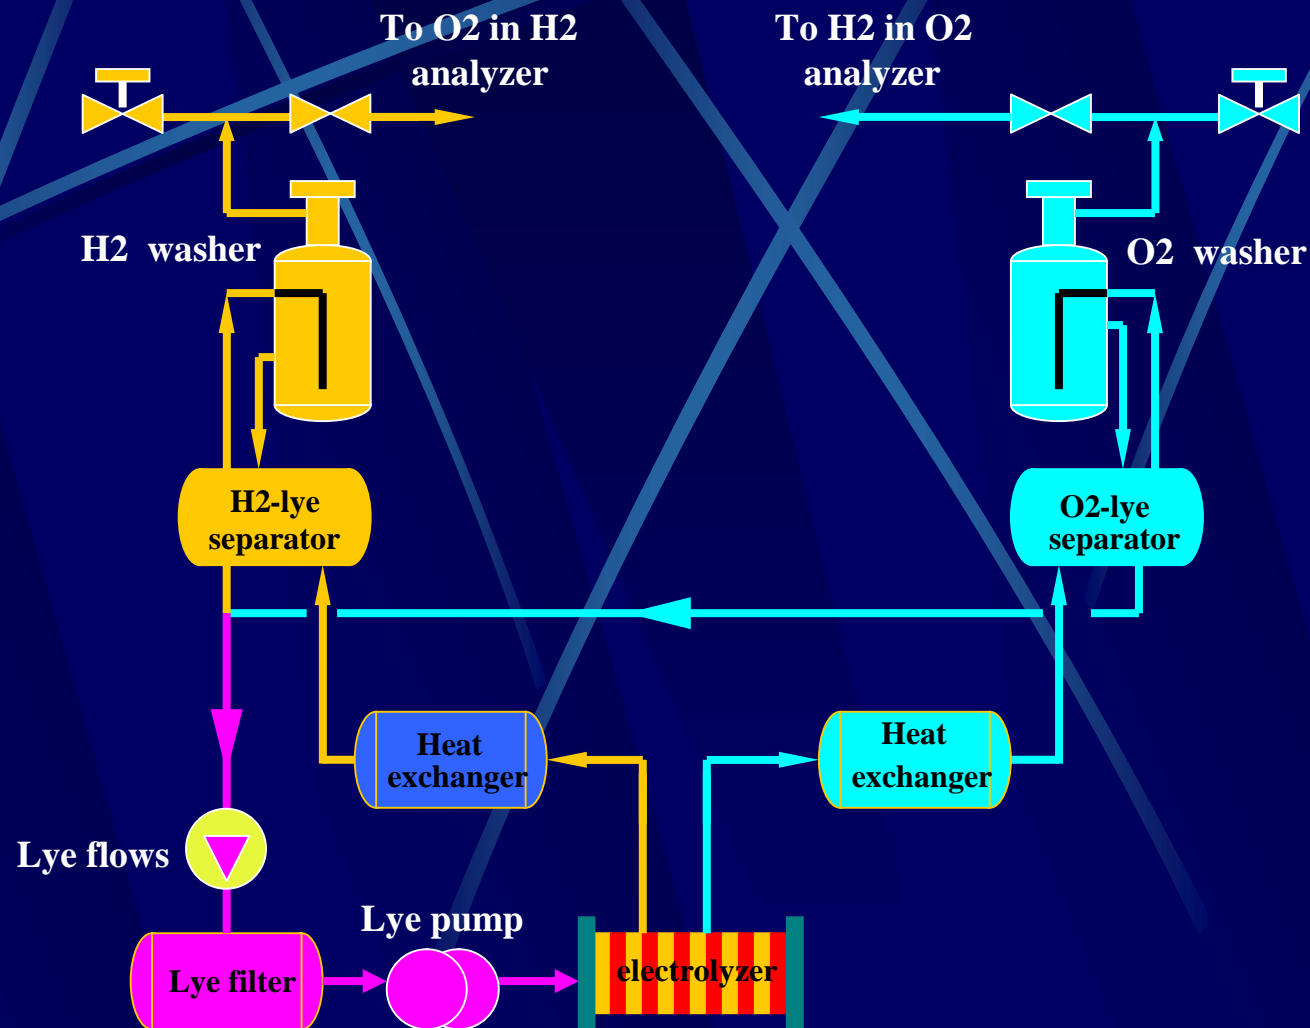 To O2 in H2
analyzer
To H2 in O2
analyzer
H2 washer
O2 washer
H2-lye
separator
O2-lye
separator
Heat
exchanger
Heat
exchanger
Lye flows
Lye pump
Lye filter
electrolyzer